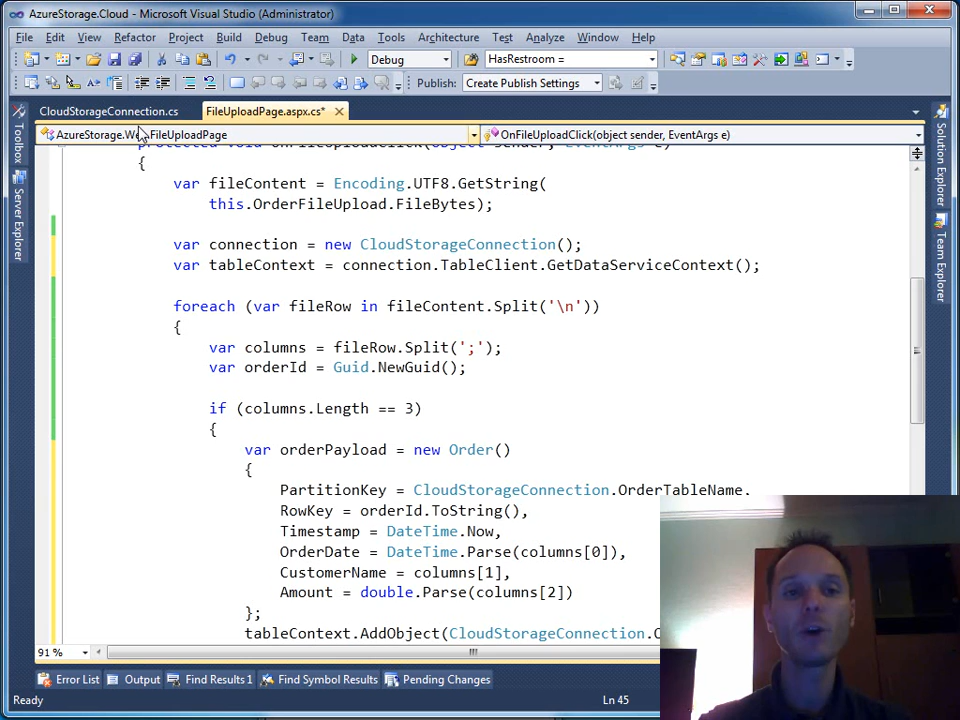 AzureStorage.Cloud - Microsoft Visual Studio (Administrator)
File Edit View Refactor Project Build Debug Team Data Tools Architecture Test Analyze Window Help
Debug HasRestroom =
Publish: Create Publish Settings
CloudStorageConnection.cs FileUploadPage.aspx.cs*
FileUploadPage OnFileUploadClick(object sender, EventArgs e)
Toolbox
Server Explorer
Solution Explorer
Team Explorer
protected void OnFileUploadClick(object sender, EventArgs e)
{
var fileContent = Encoding.UTF8.GetString(
this.OrderFileUpload.FileBytes);
var connection = new CloudStorageConnection();
var tableContext = connection.TableClient.GetDataServiceContext();
foreach (var fileRow in fileContent.Split('\n'))
{
var columns = fileRow.Split(';');
var orderId = Guid.NewGuid();
if (columns.Length == 3)
{
var orderPayload = new Order()
{
PartitionKey = CloudStorageConnection.OrderTableName,
RowKey = orderId.ToString(),
Timestamp = DateTime.Now,
OrderDate = DateTime.Parse(columns[0]),
CustomerName = columns[1],
Amount = double.Parse(columns[2])
};
tableContext.AddObject(CloudStorageConnection.
91 %
Error List Output Find Results 1 Find Symbol Results Pending Changes
Ready Ln 45